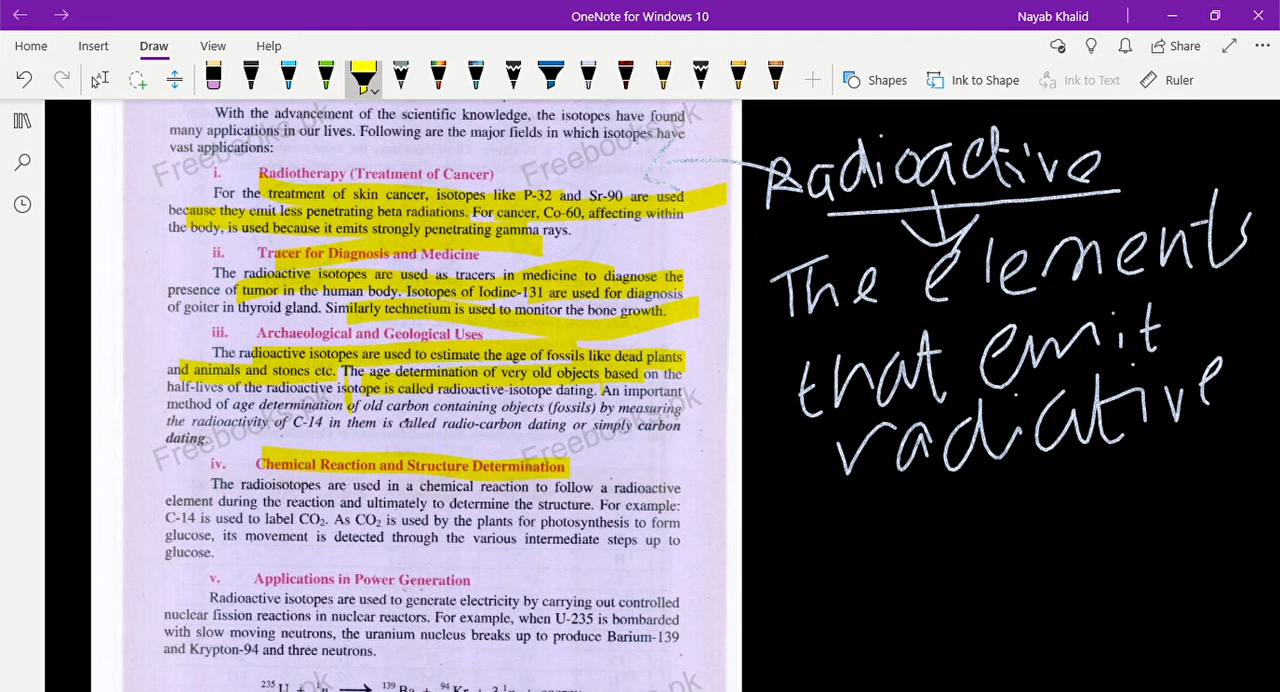 OneNote for Windows 10
Nayab Khalid
Home Insert Draw View Help
Share
Shapes Ink to Shape Ink to Text Ruler
With the advancement of the scientific knowledge, the isotopes have found
many applications in our lives. Following are the major fields in which isotopes have
vast applications:
i. Radiotherapy (Treatment of Cancer)
For the treatment of skin cancer, isotopes like P-32 and Sr-90 are used
because they emit less penetrating beta radiations. For cancer, Co-60, affecting within
the body, is used because it emits strongly penetrating gamma rays.
ii. Tracer for Diagnosis and Medicine
The radioactive isotopes are used as tracers in medicine to diagnose the
presence of tumor in the human body. Isotopes of Iodine-131 are used for diagnosis
of goiter in thyroid gland. Similarly technetium is used to monitor the bone growth.
iii. Archaeological and Geological Uses
The radioactive isotopes are used to estimate the age of fossils like dead plants
and animals and stones etc. The age determination of very old objects based on the
half-lives of the radioactive isotope is called radioactive-isotope dating. An important
method of age determination of old carbon containing objects (fossils) by measuring
the radioactivity of C-14 in them is called radio-carbon dating or simply carbon
dating.
iv. Chemical Reaction and Structure Determination
The radioisotopes are used in a chemical reaction to follow a radioactive
element during the reaction and ultimately to determine the structure. For example:
C-14 is used to label CO₂. As CO₂ is used by the plants for photosynthesis to form
glucose, its movement is detected through the various intermediate steps up to
glucose.
v. Applications in Power Generation
Radioactive isotopes are used to generate electricity by carrying out controlled
nuclear fission reactions in nuclear reactors. For example, when U-235 is bombarded
with slow moving neutrons, the uranium nucleus breaks up to produce Barium-139
and Krypton-94 and three neutrons.
Freebooks.pk
Freebooks.pk
Freebooks.pk
Freebooks.pk
Radioactive
The elements
that emit
radiative